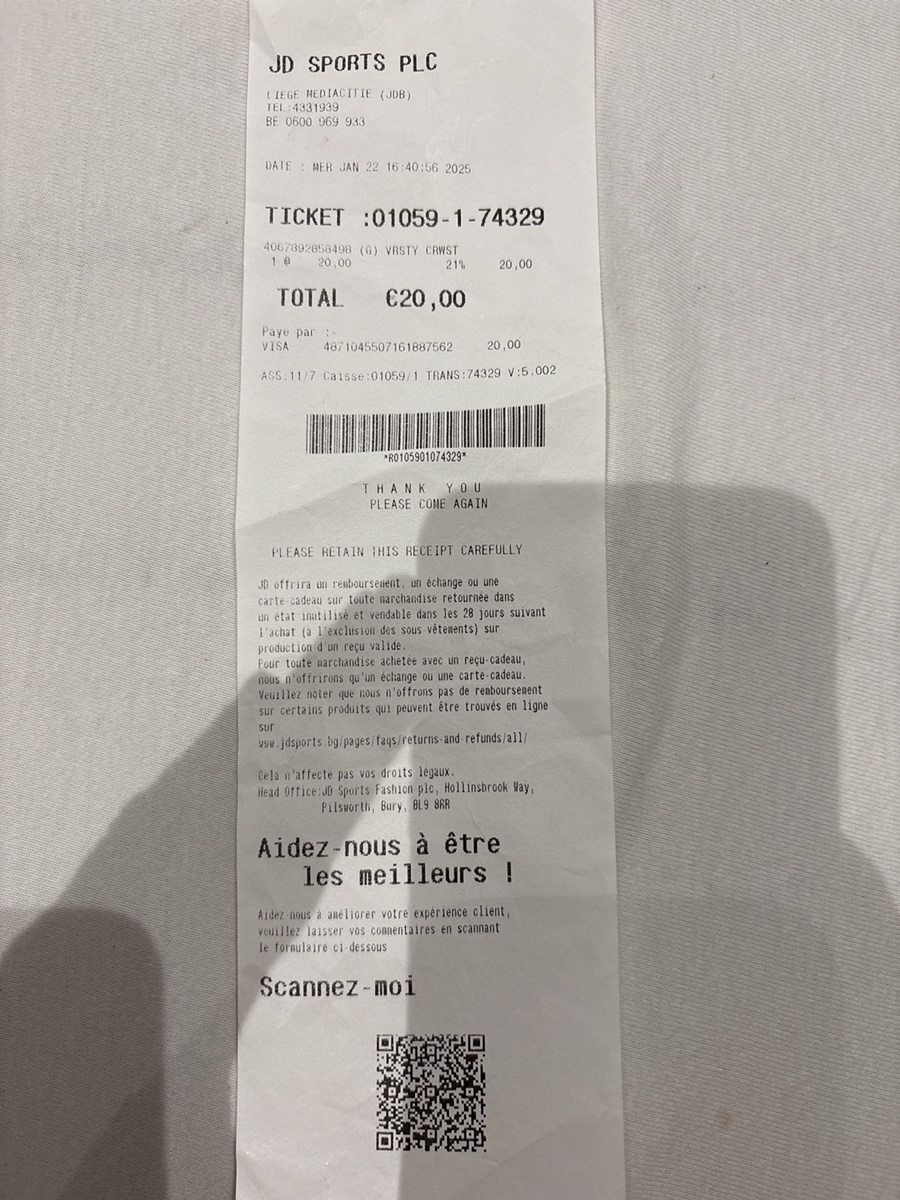 JD SPORTS PLC
LIEGE MEDIACITIE (JDB)
TEL:4331939
BE 0600 969 933
DATE : MER JAN 22 16:40:56 2025
TICKET :01059-1-74329
4067892858498 (G) VRSTY CRWST
1 @ 20,00 21% 20,00
TOTAL €20,00
Paye par :-
VISA 4871045507161887562 20,00
ASS:11/7 Caisse:01059/1 TRANS:74329 V:5.002
*R0105901074329*
THANK YOU
PLEASE COME AGAIN
PLEASE RETAIN THIS RECEIPT CAREFULLY
JD offrira un remboursement, un échange ou une
carte-cadeau sur toute marchandise retournée dans
un état inutilisé et vendable dans les 28 jours suivant
l'achat (à l'exclusion des sous-vêtements) sur
production d'un reçu valide.
Pour toute marchandise achetée avec un reçu-cadeau,
nous n'offrirons qu'un échange ou une carte-cadeau.
Veuillez noter que nous n'offrons pas de remboursement
sur certains produits qui peuvent être trouvés en ligne
sur
www.jdsports.bg/pages/faqs/returns-and-refunds/all/
Cela n'affecte pas vos droits légaux.
Head Office:JD Sports Fashion plc, Hollinsbrook Way,
Pilsworth, Bury, BL9 8RR
Aidez-nous à être
les meilleurs !
Aidez-nous à améliorer votre expérience client,
veuillez laisser vos commentaires en scannant
le formulaire ci-dessous
Scannez-moi